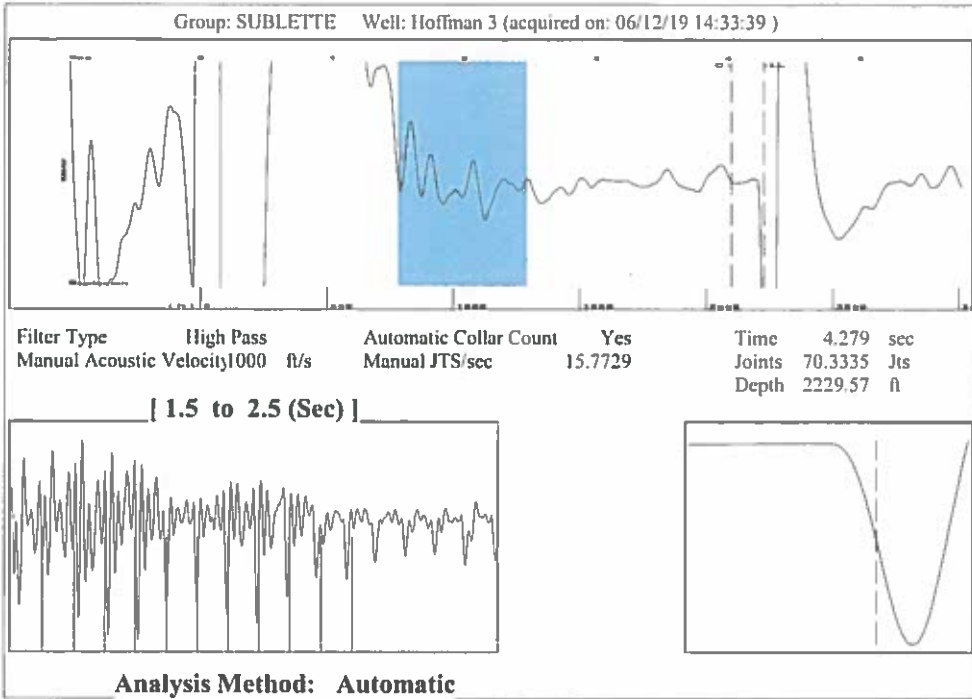 Group: SUBLETTE Well: Hoffman 3 (acquired on: 06/12/19 14:33:39 )
Filter Type High Pass Automatic Collar Count Yes Time 4.279 sec
Manual Acoustic Velocity1000 ft/s Manual JTS/sec 15.7729 Joints 70.3335 Jts
Depth 2229.57 ft
[ 1.5 to 2.5 (Sec) ]
Analysis Method: Automatic